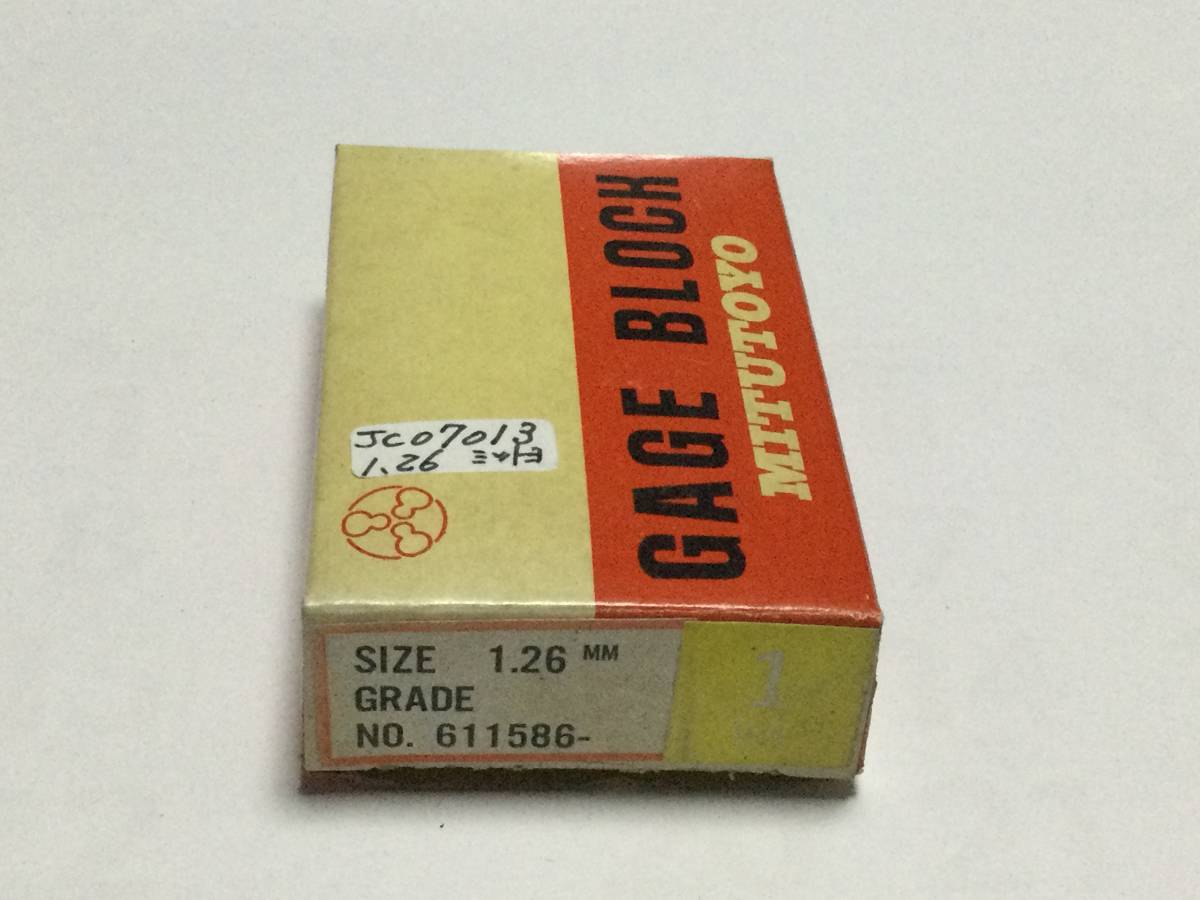 GAGE BLOCK
MITUTOYO
JC07013
1.26 ミツトヨ
SIZE 1.26 MM
GRADE
NO. 611586-
1